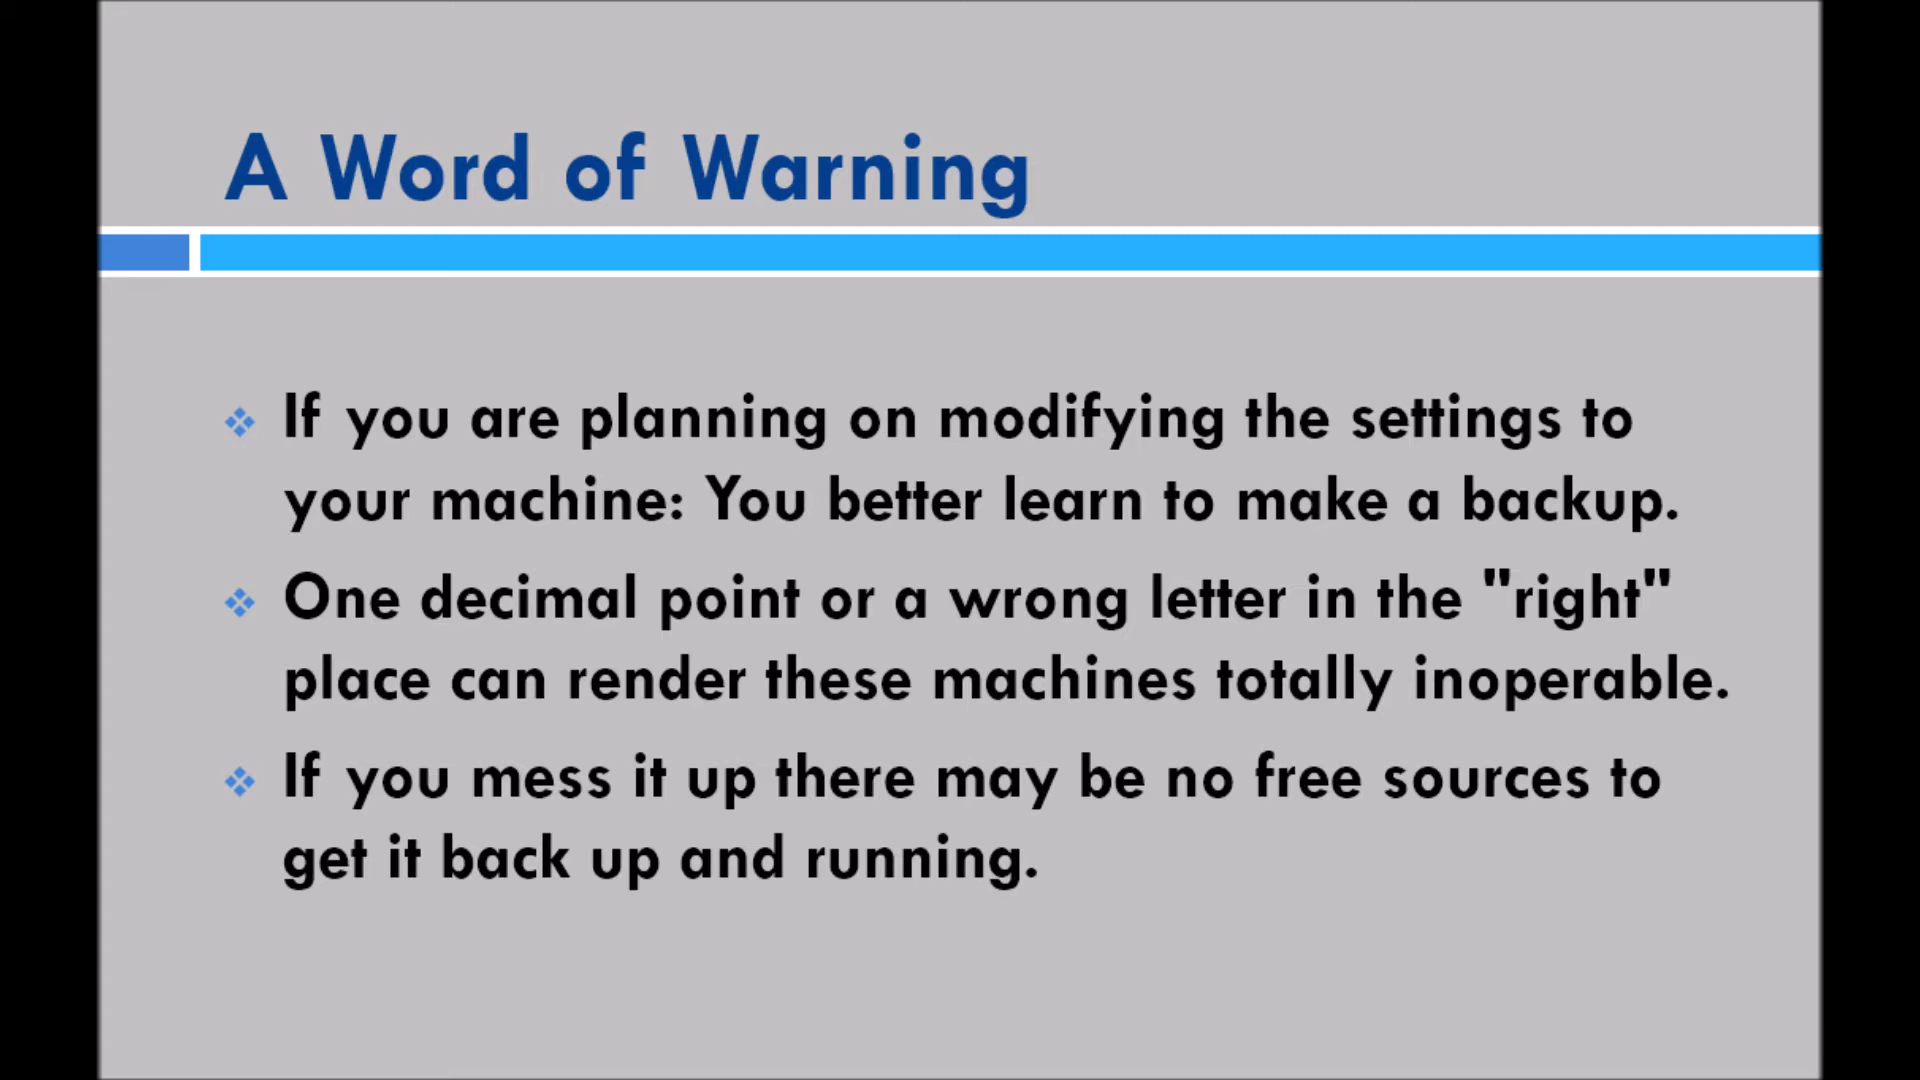 A Word of Warning
If you are planning on modifying the settings to
your machine: You better learn to make a backup.
One decimal point or a wrong letter in the "right"
place can render these machines totally inoperable.
If you mess it up there may be no free sources to
get it back up and running.